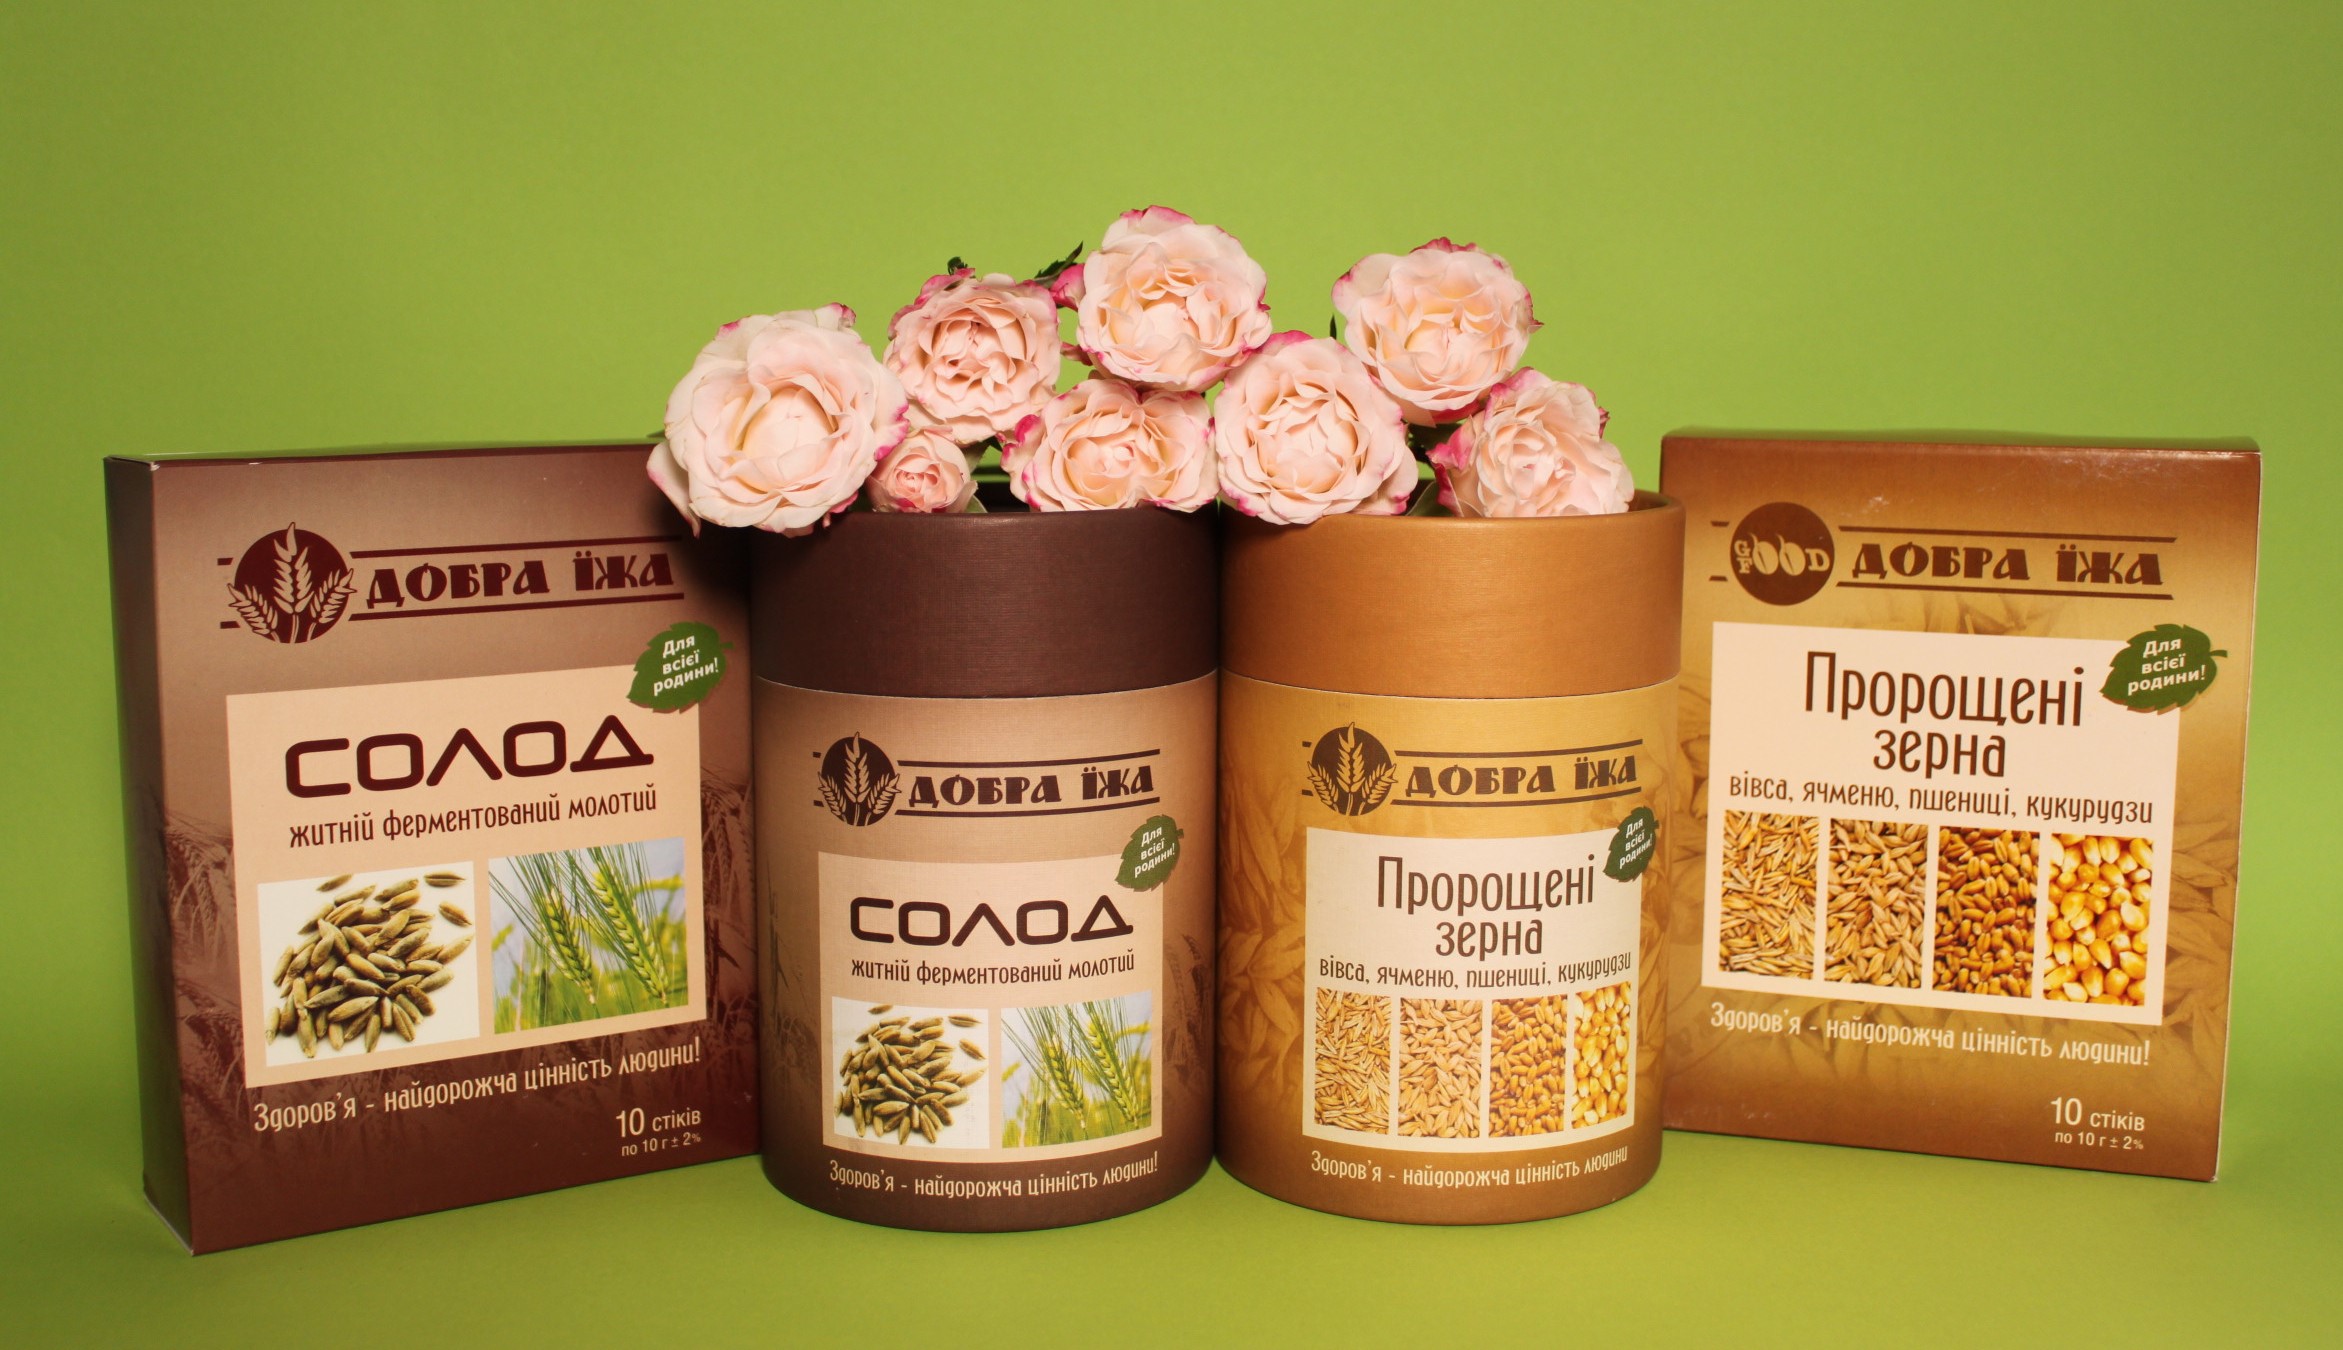 ДОБРА ЇЖА
Для
всієї
родини!
СОЛОД
житній ферментований молотий
Здоров'я - найдорожча цінність людини!
10 стіків
по 10 г ± 2%
ДОБРА ЇЖА
Для
всієї
родини!
СОЛОД
житній ферментований молотий
Здоров'я - найдорожча цінність людини!
ДОБРА ЇЖА
Для
всієї
родини!
Пророщені
зерна
вівса, ячменю, пшениці, кукурудзи
Здоров'я - найдорожча цінність людини
GOOD
FOOD
ДОБРА ЇЖА
Для
всієї
родини!
Пророщені
зерна
вівса, ячменю, пшениці, кукурудзи
Здоров'я - найдорожча цінність людини!
10 стіків
по 10 г ± 2%